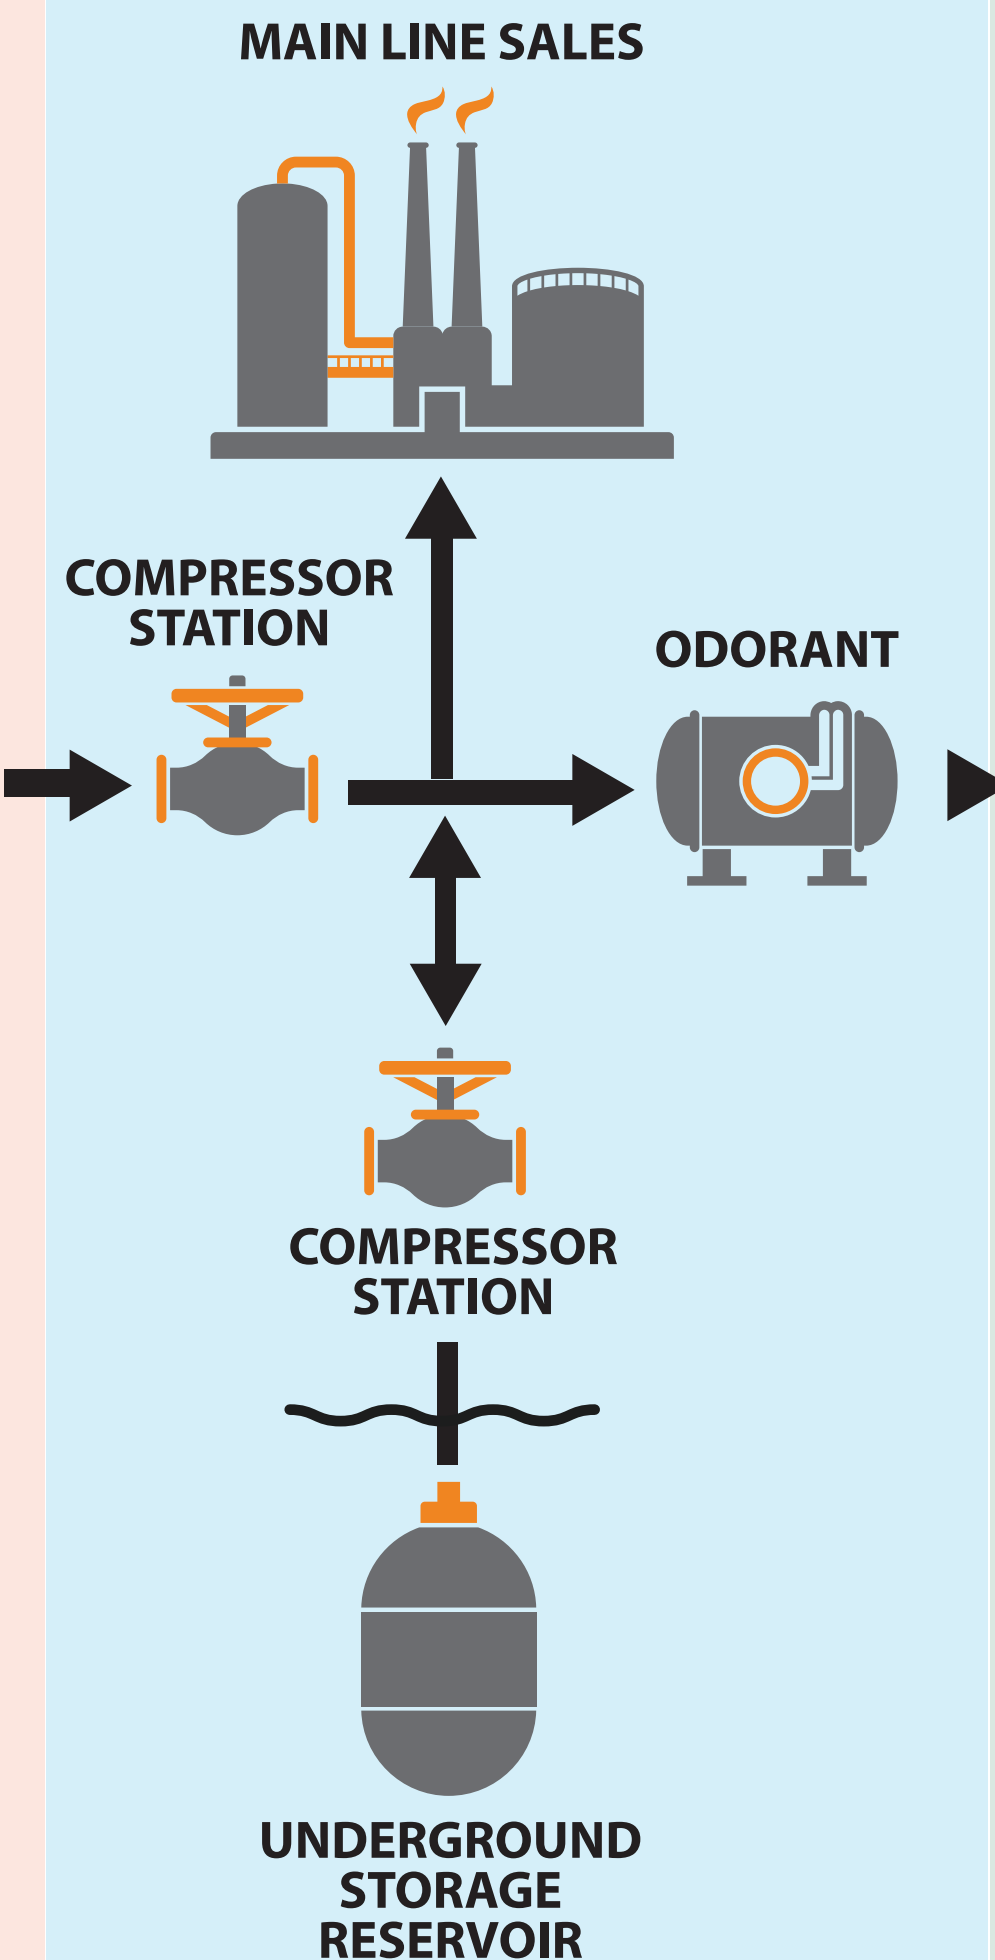 MAIN LINE SALES
COMPRESSOR
STATION
ODORANT
COMPRESSOR
STATION
UNDERGROUND
STORAGE
RESERVOIR